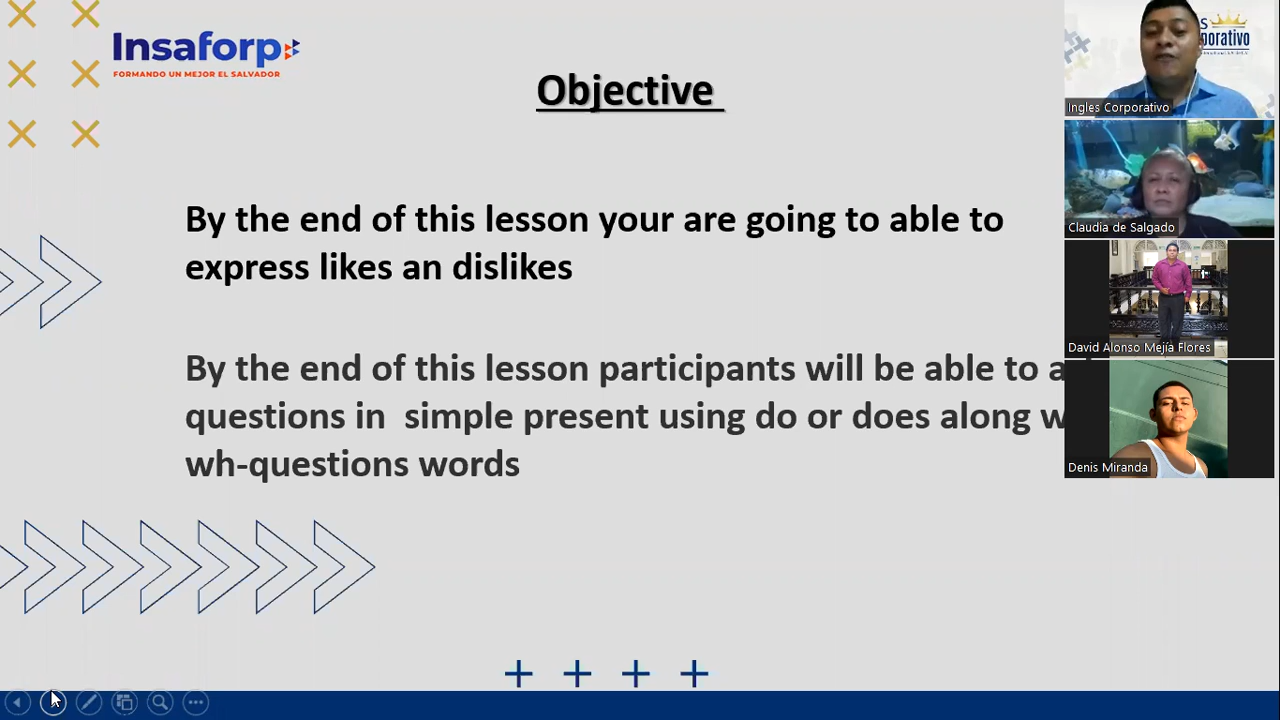 Insaforp
FORMANDO UN MEJOR EL SALVADOR
Objective
By the end of this lesson your are going to able to
express likes an dislikes
By the end of this lesson participants will be able to a
questions in simple present using do or does along w
wh-questions words
s
porativo
Ingles Corporativo
Claudia de Salgado
David Alonso Mejía Flores
Denis Miranda